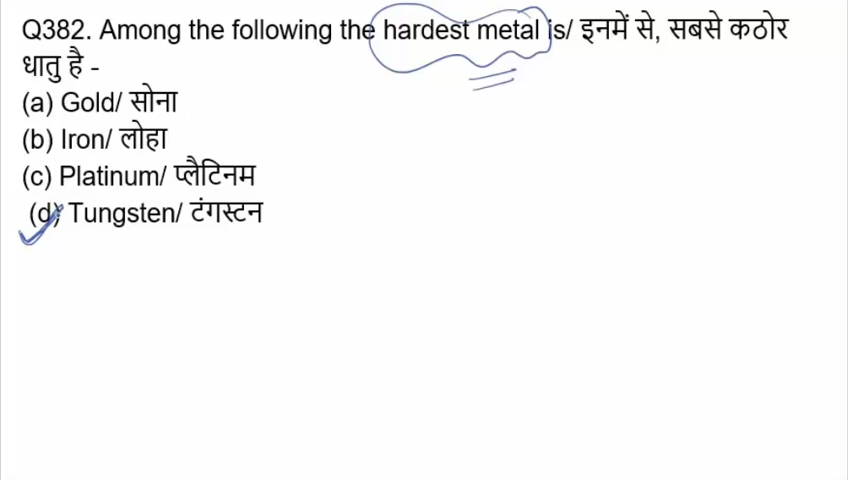 Q382. Among the following the hardest metal is/ इनमें से, सबसे कठोर
धातु है -
(a) Gold/ सोना
(b) Iron/ लोहा
(c) Platinum/ प्लैटिनम
(d) Tungsten/ टंगस्टन